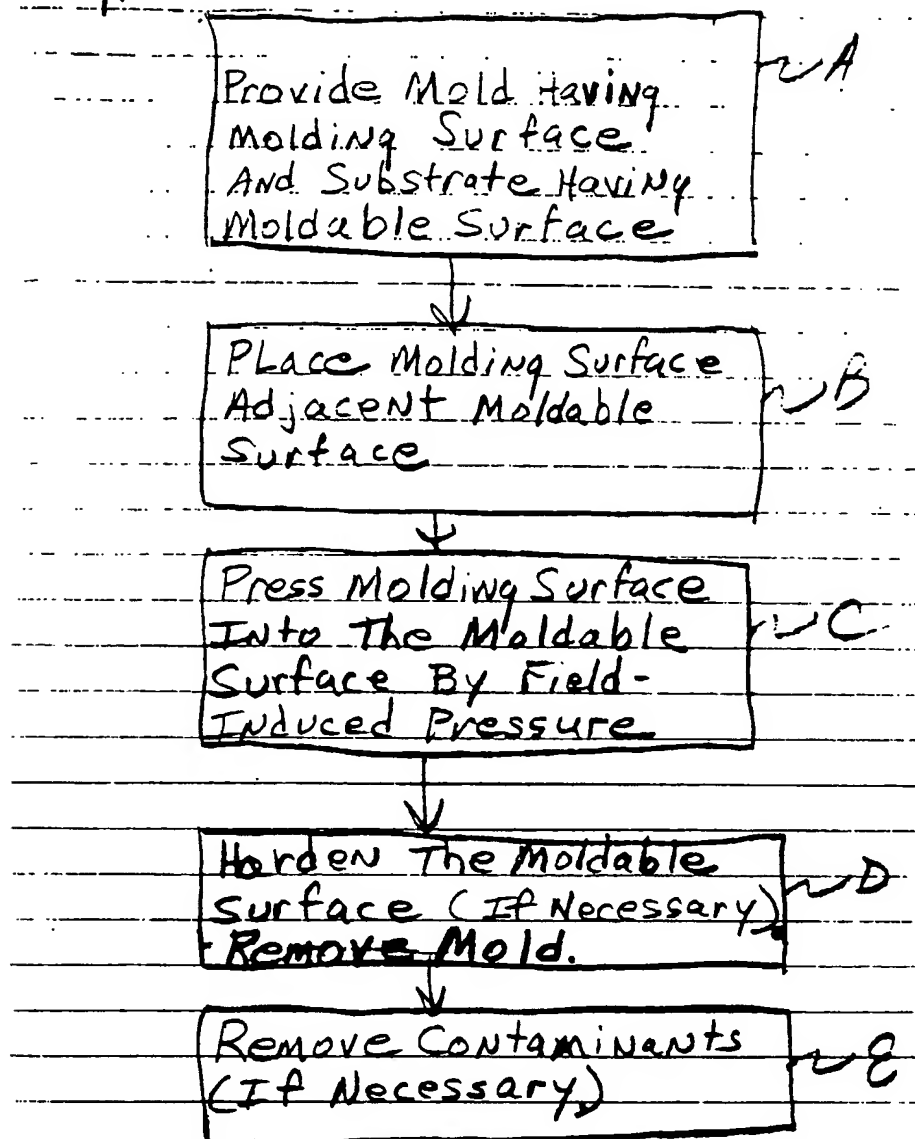 Provide Mold Having
Molding Surface
And Substrate Having
Moldable Surface
A
Place Molding Surface
Adjacent Moldable
Surface
B
Press Molding Surface
Into The Moldable
Surface By Field-
Induced Pressure
C
Harden The Moldable
Surface (If Necessary).
Remove Mold.
D
Remove Contaminants
(If Necessary)
E